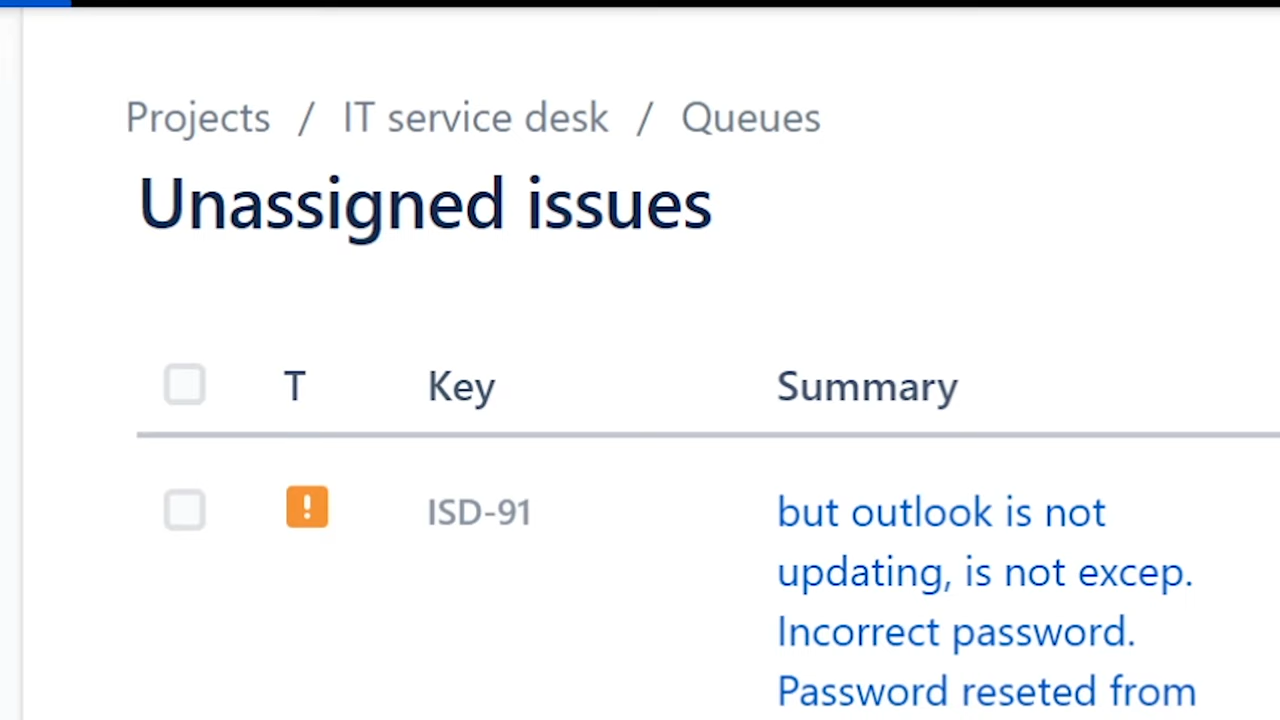 Projects / IT service desk / Queues
Unassigned issues
T Key Summary
! ISD-91 but outlook is not
updating, is not excep.
Incorrect password.
Password reseted from